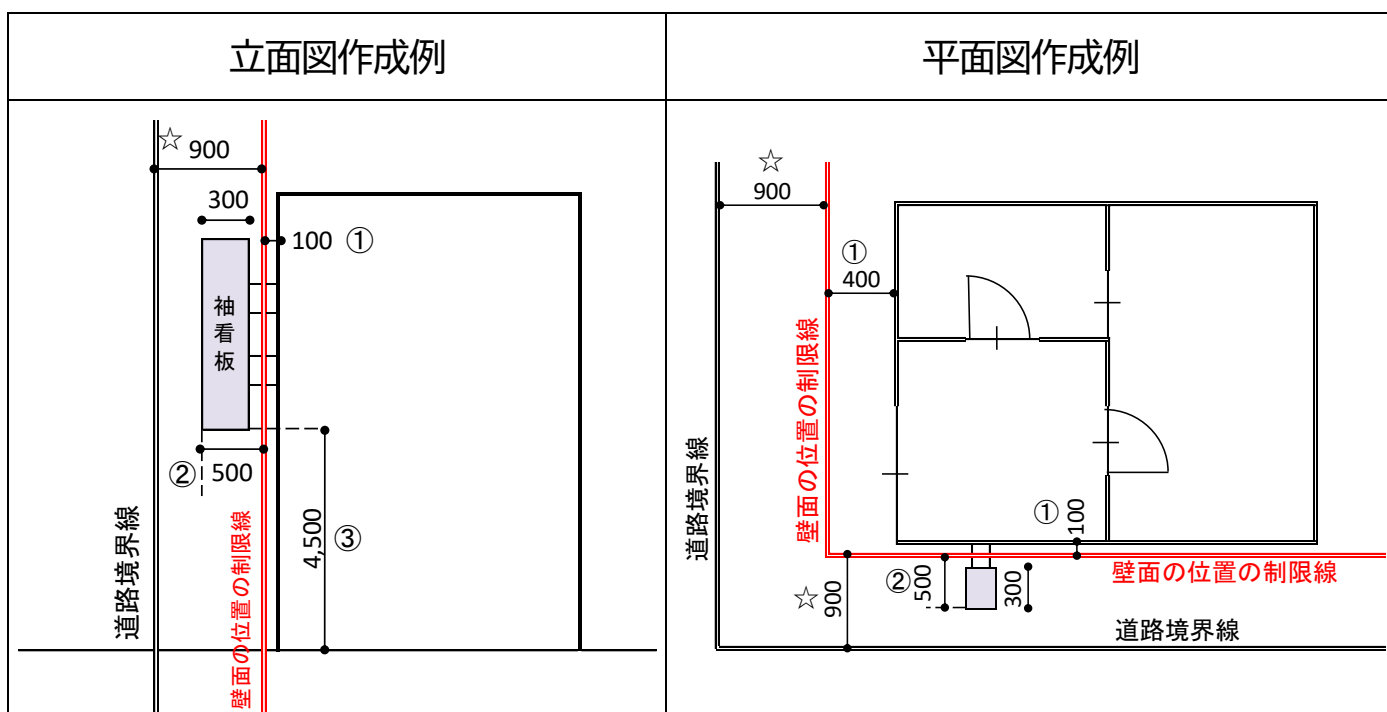 立面図作成例
平面図作成例
☆
900
300
100 ①
袖看板
② 500
4,500 ③
道路境界線
壁面の位置の制限線
☆
900
①
400
壁面の位置の制限線
道路境界線
① 100
② 500
300
☆ 900
壁面の位置の制限線
道路境界線